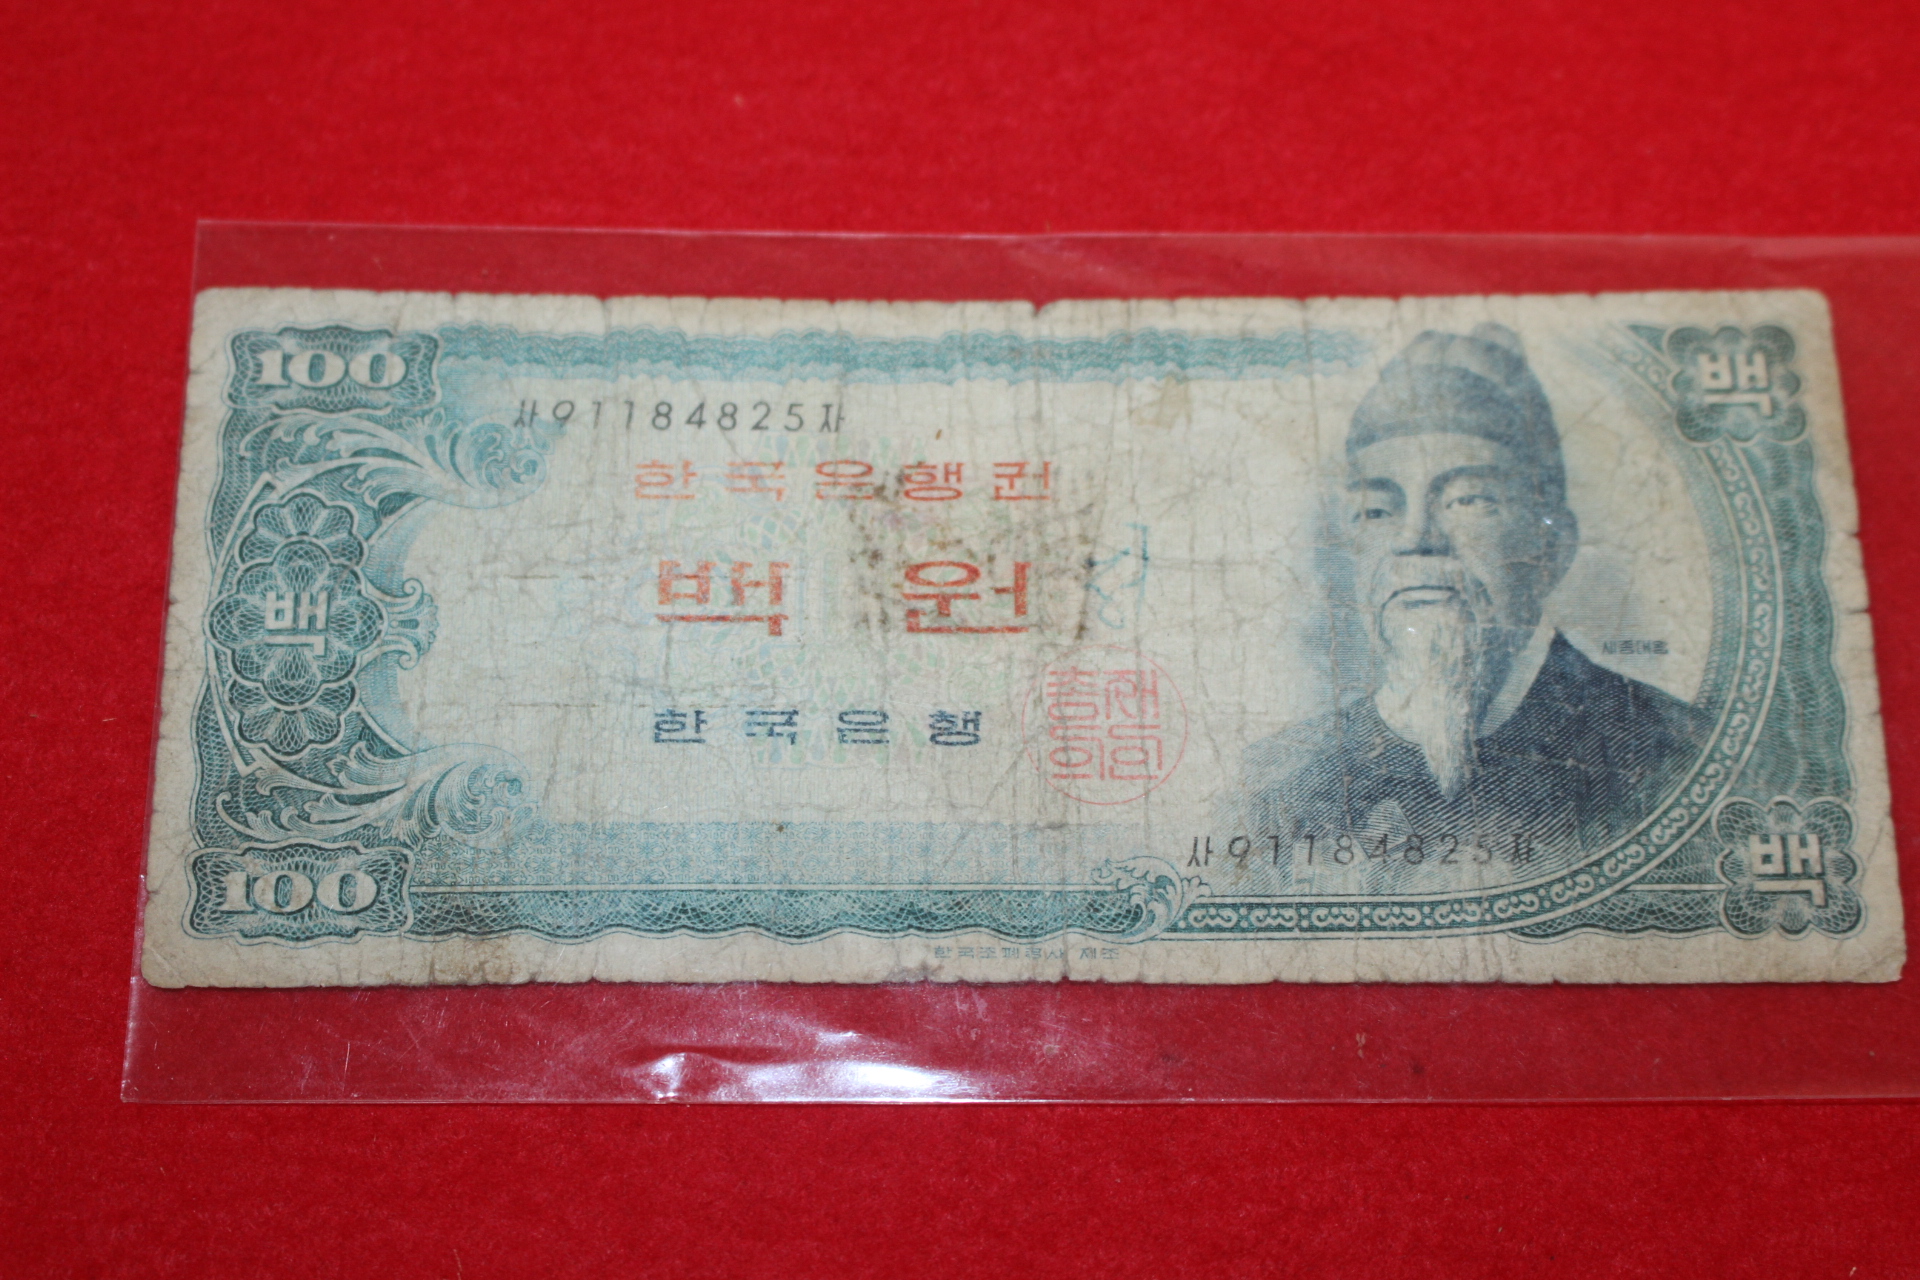 100
백
사91184825자
한국은행권
백
백원
세종대왕
한국은행
총재의인
사91184825자
100
백
한국조폐공사 제조